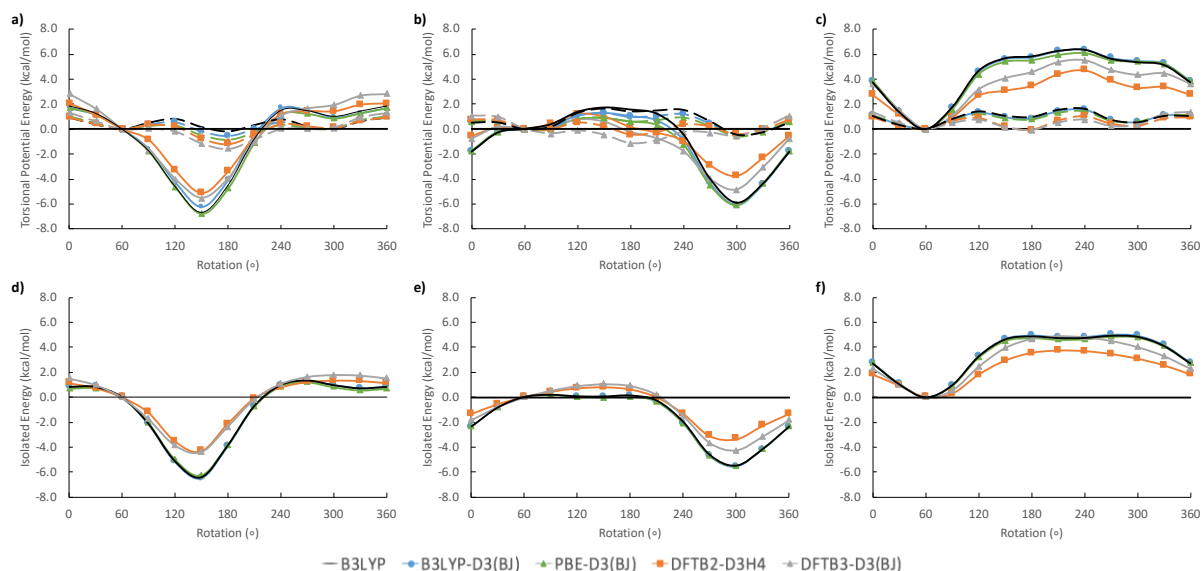 a)
Torsional Potential Energy (kcal/mol)
8.0
6.0
4.0
2.0
0.0
-2.0
-4.0
-6.0
-8.0
0 60 120 180 240 300 360
Rotation (o)
b)
Torsional Potential Energy (kcal/mol)
8.0
6.0
4.0
2.0
0.0
-2.0
-4.0
-6.0
-8.0
0 60 120 180 240 300 360
Rotation (o)
c)
Torsional Potential Energy (kcal/mol)
8.0
6.0
4.0
2.0
0.0
-2.0
-4.0
-6.0
-8.0
0 60 120 180 240 300 360
Rotation (o)
d)
Isolated Energy (kcal/mol)
8.0
6.0
4.0
2.0
0.0
-2.0
-4.0
-6.0
-8.0
0 60 120 180 240 300 360
Rotation (o)
e)
Isolated Energy (kcal/mol)
8.0
6.0
4.0
2.0
0.0
-2.0
-4.0
-6.0
-8.0
0 60 120 180 240 300 360
Rotation (o)
f)
Isolated Energy (kcal/mol)
8.0
6.0
4.0
2.0
0.0
-2.0
-4.0
-6.0
-8.0
0 60 120 180 240 300 360
Rotation (o)
B3LYP B3LYP-D3(BJ) PBE-D3(BJ) DFTB2-D3H4 DFTB3-D3(BJ)